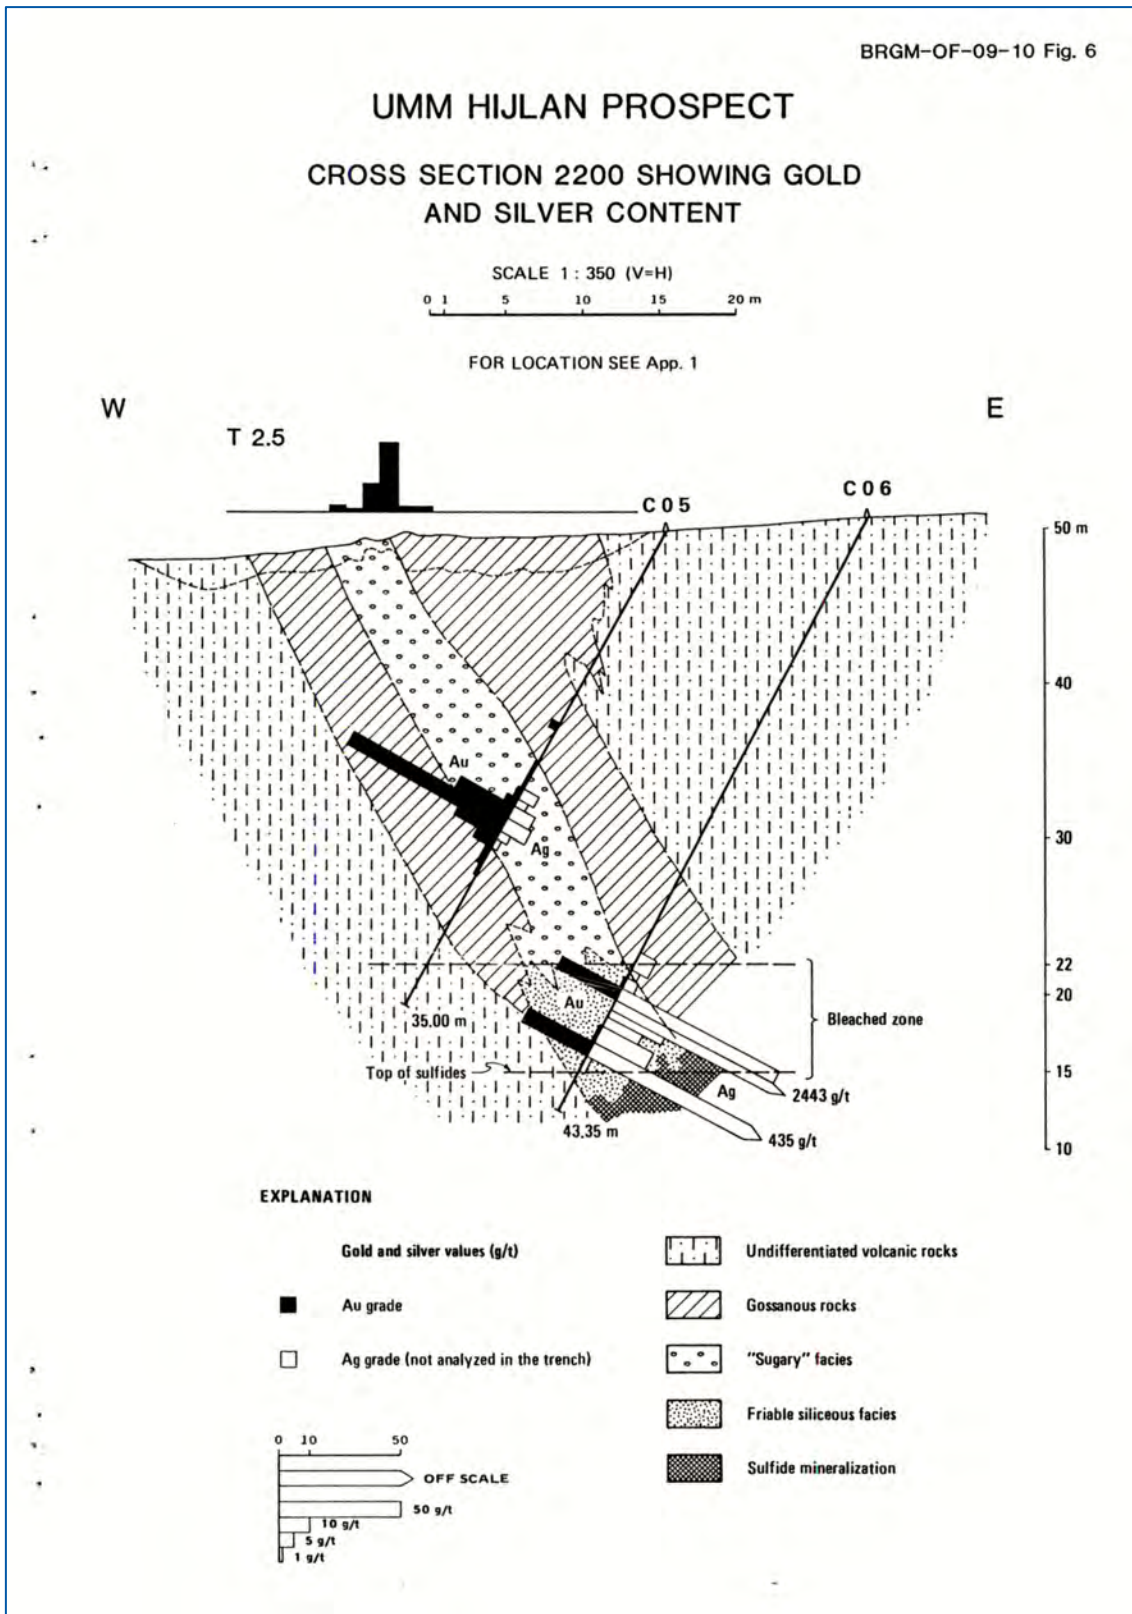 BRGM-OF-09-10 Fig. 6
UMM HIJLAN PROSPECT
CROSS SECTION 2200 SHOWING GOLD
AND SILVER CONTENT
SCALE 1 : 350 (V=H)
0 1 5 10 15 20 m
FOR LOCATION SEE App. 1
W
E
T 2.5
C 0 5
C 0 6
50 m
40
30
22
20
15
10
Au
Ag
Au
Ag
35.00 m
Bleached zone
Top of sulfides
2443 g/t
43.35 m
435 g/t
EXPLANATION
Gold and silver values (g/t)
Au grade
Ag grade (not analyzed in the trench)
0 10 50
OFF SCALE
50 g/t
10 g/t
5 g/t
1 g/t
Undifferentiated volcanic rocks
Gossanous rocks
"Sugary" facies
Friable siliceous facies
Sulfide mineralization